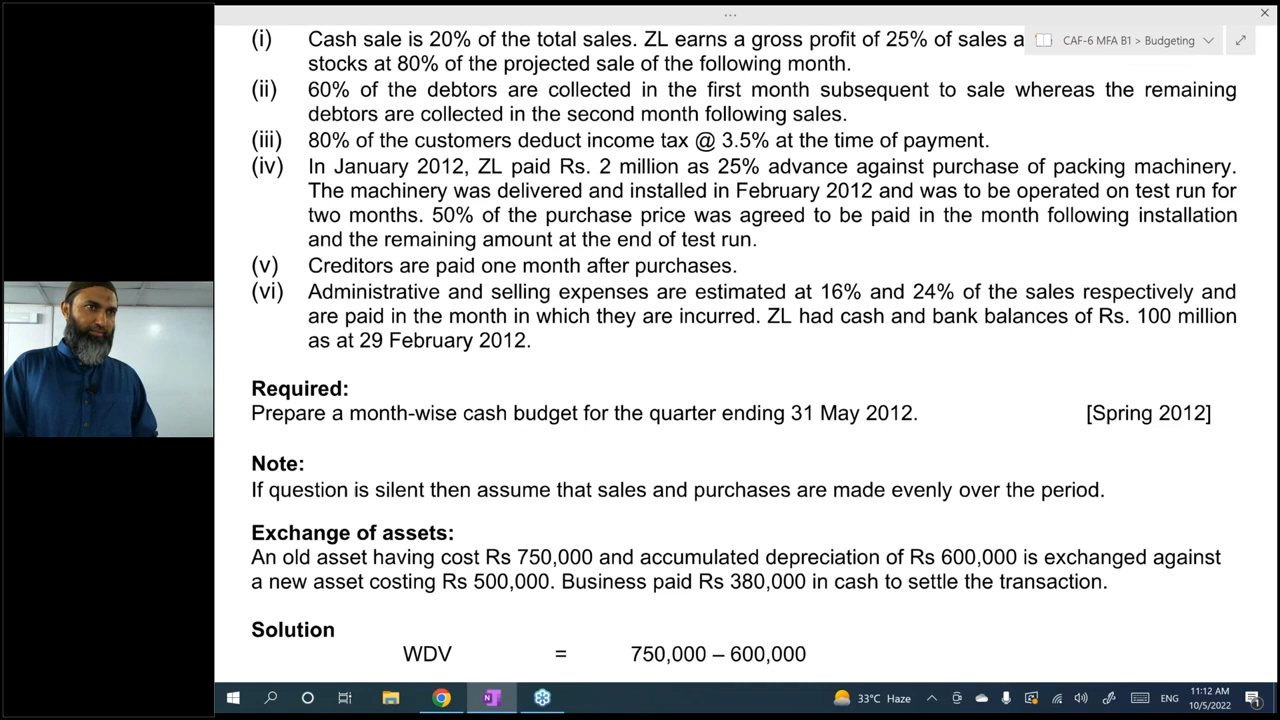 (i) Cash sale is 20% of the total sales. ZL earns a gross profit of 25% of sales a
CAF-6 MFA B1 > Budgeting
stocks at 80% of the projected sale of the following month.
(ii) 60% of the debtors are collected in the first month subsequent to sale whereas the remaining
debtors are collected in the second month following sales.
(iii) 80% of the customers deduct income tax @ 3.5% at the time of payment.
(iv) In January 2012, ZL paid Rs. 2 million as 25% advance against purchase of packing machinery.
The machinery was delivered and installed in February 2012 and was to be operated on test run for
two months. 50% of the purchase price was agreed to be paid in the month following installation
and the remaining amount at the end of test run.
(v) Creditors are paid one month after purchases.
(vi) Administrative and selling expenses are estimated at 16% and 24% of the sales respectively and
are paid in the month in which they are incurred. ZL had cash and bank balances of Rs. 100 million
as at 29 February 2012.
Required:
Prepare a month-wise cash budget for the quarter ending 31 May 2012. [Spring 2012]
Note:
If question is silent then assume that sales and purchases are made evenly over the period.
Exchange of assets:
An old asset having cost Rs 750,000 and accumulated depreciation of Rs 600,000 is exchanged against
a new asset costing Rs 500,000. Business paid Rs 380,000 in cash to settle the transaction.
Solution
WDV = 750,000 – 600,000
33°C Haze
ENG
11:12 AM
10/5/2022
1